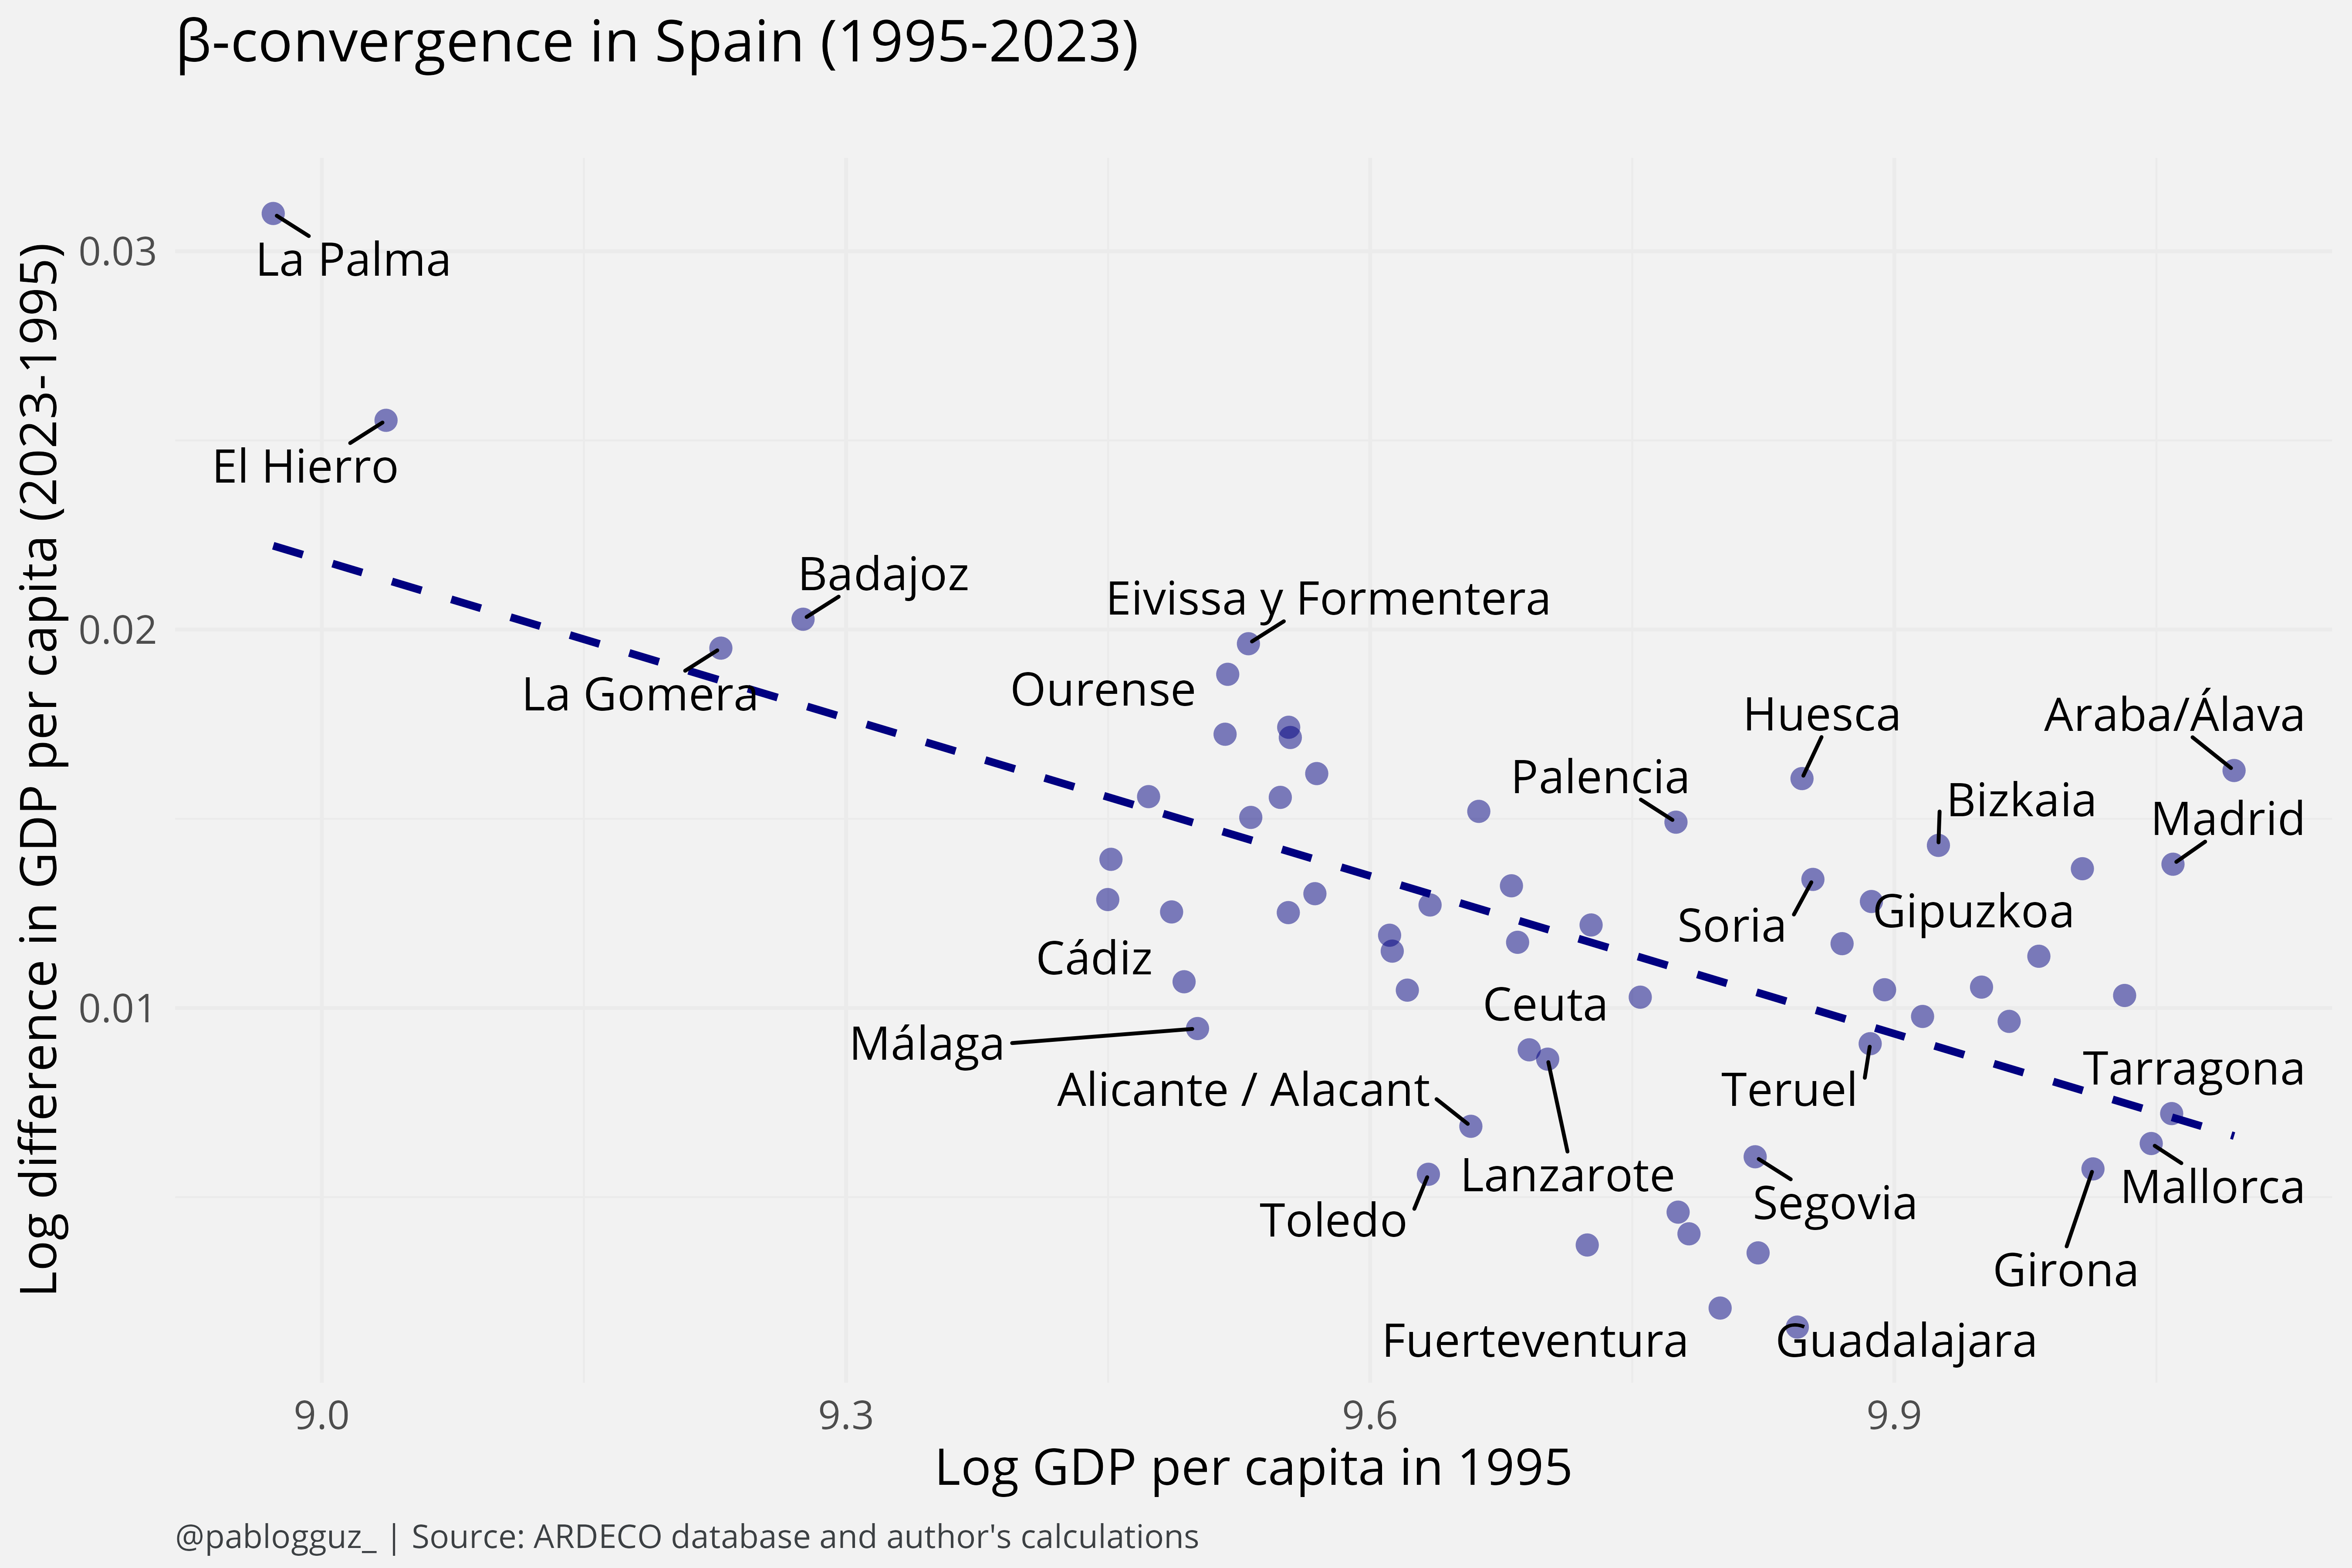 β-convergence in Spain (1995-2023)
Log difference in GDP per capita (2023-1995)
0.03
0.02
0.01
La Palma
El Hierro
Badajoz
La Gomera
Eivissa y Formentera
Ourense
Huesca
Araba/Álava
Palencia
Bizkaia
Madrid
Soria
Gipuzkoa
Cádiz
Ceuta
Málaga
Alicante / Alacant
Teruel
Tarragona
Lanzarote
Toledo
Segovia
Mallorca
Girona
Fuerteventura
Guadalajara
9.0
9.3
9.6
9.9
Log GDP per capita in 1995
@pablogguz_ | Source: ARDECO database and author's calculations